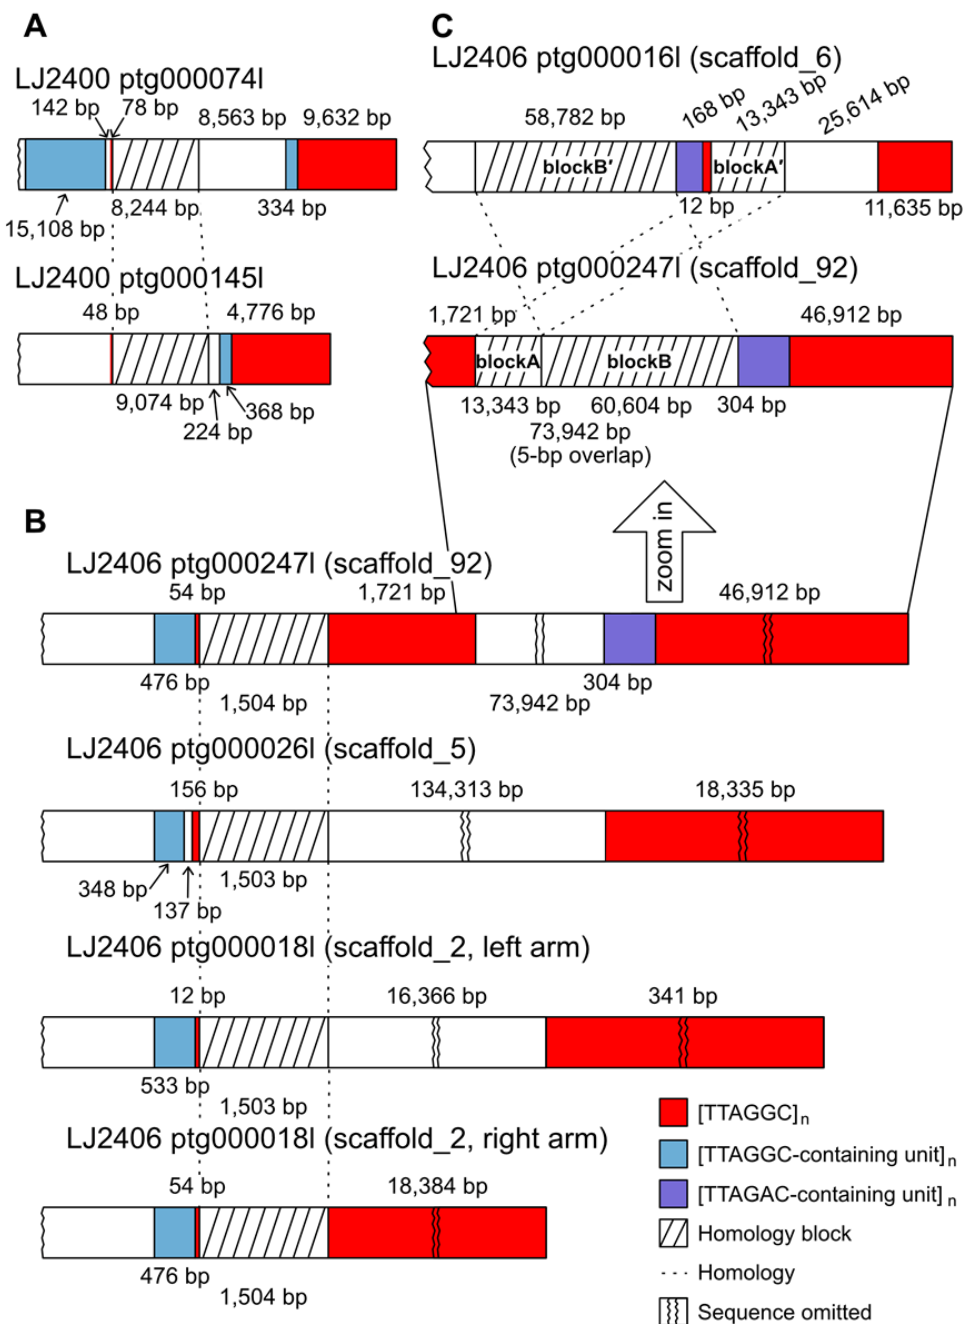 A
LJ2400 ptg000074l
142 bp
78 bp
8,563 bp
9,632 bp
15,108 bp
8,244 bp
334 bp
LJ2400 ptg000145l
48 bp
4,776 bp
9,074 bp
368 bp
224 bp
C
LJ2406 ptg000016l (scaffold_6)
58,782 bp
168 bp
13,343 bp
25,614 bp
blockB′
blockA′
12 bp
11,635 bp
LJ2406 ptg000247l (scaffold_92)
1,721 bp
46,912 bp
blockA
blockB
13,343 bp
60,604 bp
304 bp
73,942 bp
(5-bp overlap)
zoom in
B
LJ2406 ptg000247l (scaffold_92)
54 bp
1,721 bp
46,912 bp
476 bp
1,504 bp
304 bp
73,942 bp
LJ2406 ptg000026l (scaffold_5)
156 bp
134,313 bp
18,335 bp
348 bp
137 bp
1,503 bp
LJ2406 ptg000018l (scaffold_2, left arm)
12 bp
16,366 bp
341 bp
533 bp
1,503 bp
LJ2406 ptg000018l (scaffold_2, right arm)
54 bp
18,384 bp
476 bp
1,504 bp
[TTAGGC]n
[TTAGGC-containing unit]n
[TTAGAC-containing unit]n
Homology block
Homology
Sequence omitted